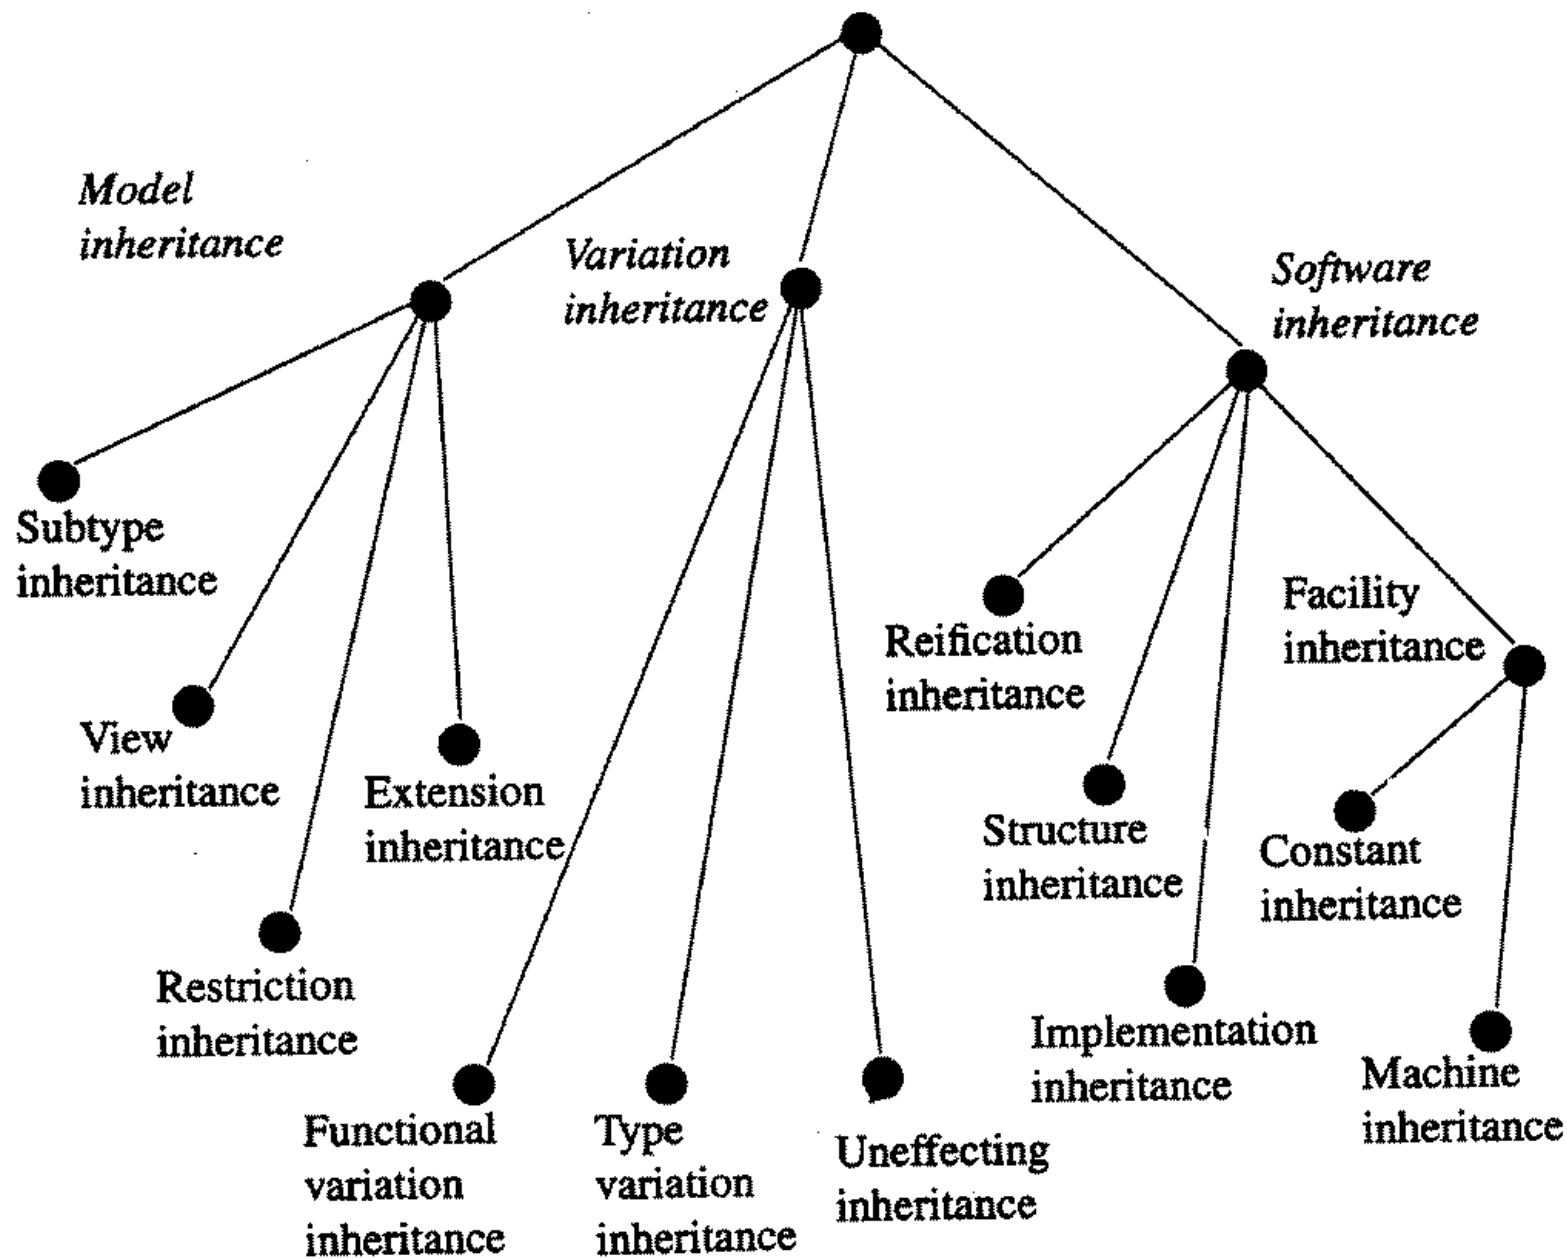 Model
inheritance
Variation
inheritance
Software
inheritance
Subtype
inheritance
View
inheritance
Extension
inheritance
Restriction
inheritance
Functional
variation
inheritance
Type
variation
inheritance
Uneffecting
inheritance
Reification
inheritance
Structure
inheritance
Implementation
inheritance
Facility
inheritance
Constant
inheritance
Machine
inheritance